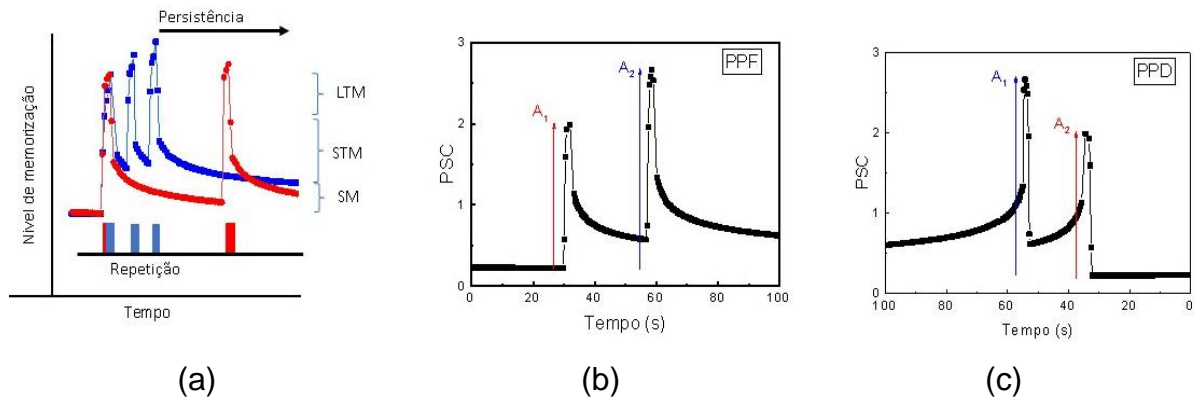 Persistência
Nível de memorização
LTM
STM
SM
Repetição
Tempo
(a)
PPF
3
2
1
0
PSC
A1
A2
0 20 40 60 80 100
Tempo (s)
(b)
PPD
3
2
1
0
PSC
A1
A2
100 80 60 40 20 0
Tempo (s)
(c)